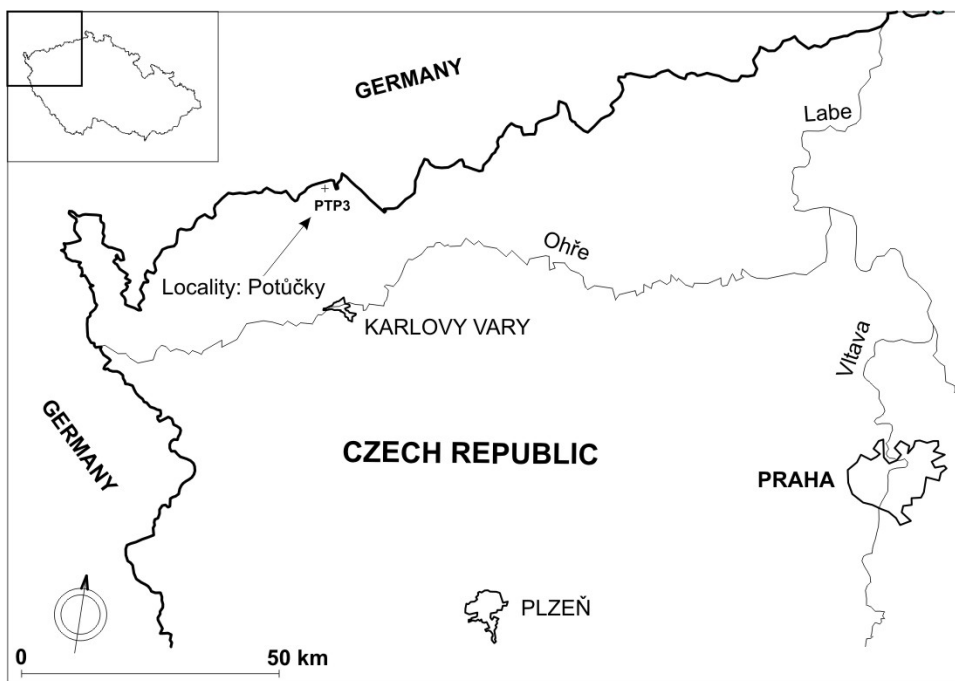 GERMANY
Labe
PTP3
Ohře
Locality: Potůčky
KARLOVY VARY
Vltava
GERMANY
CZECH REPUBLIC
PRAHA
PLZEŇ
0
50 km